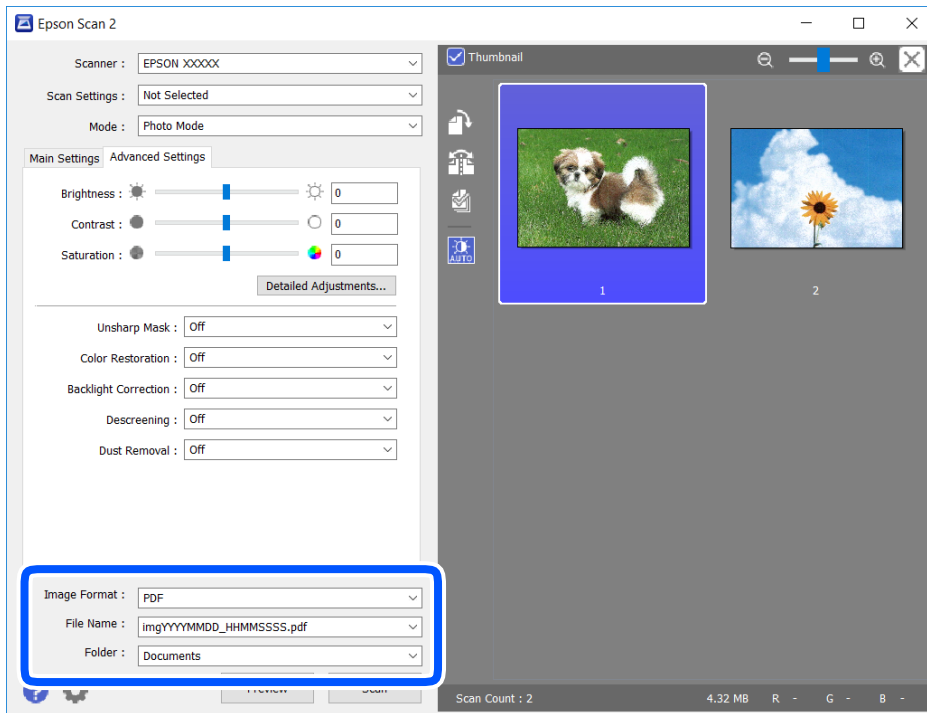 Epson Scan 2
Scanner : EPSON XXXXX
Scan Settings : Not Selected
Mode : Photo Mode
Main Settings Advanced Settings
Brightness : 0
Contrast : 0
Saturation : 0
Detailed Adjustments...
Unsharp Mask : Off
Color Restoration : Off
Backlight Correction : Off
Descreening : Off
Dust Removal : Off
Image Format : PDF
File Name : imgYYYYMMDD_HHMMSSSS.pdf
Folder : Documents
Preview Scan
Thumbnail
AUTO
1
2
Scan Count : 2 4.32 MB R - G - B -